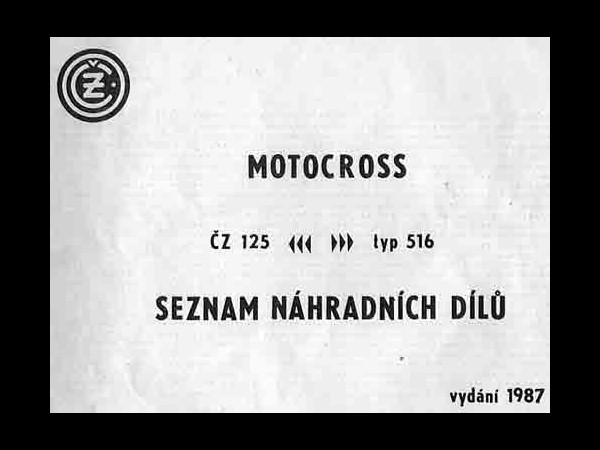 ČZ
MOTOCROSS
ČZ 125 typ 516
SEZNAM NÁHRADNÍCH DÍLŮ
vydání 1987